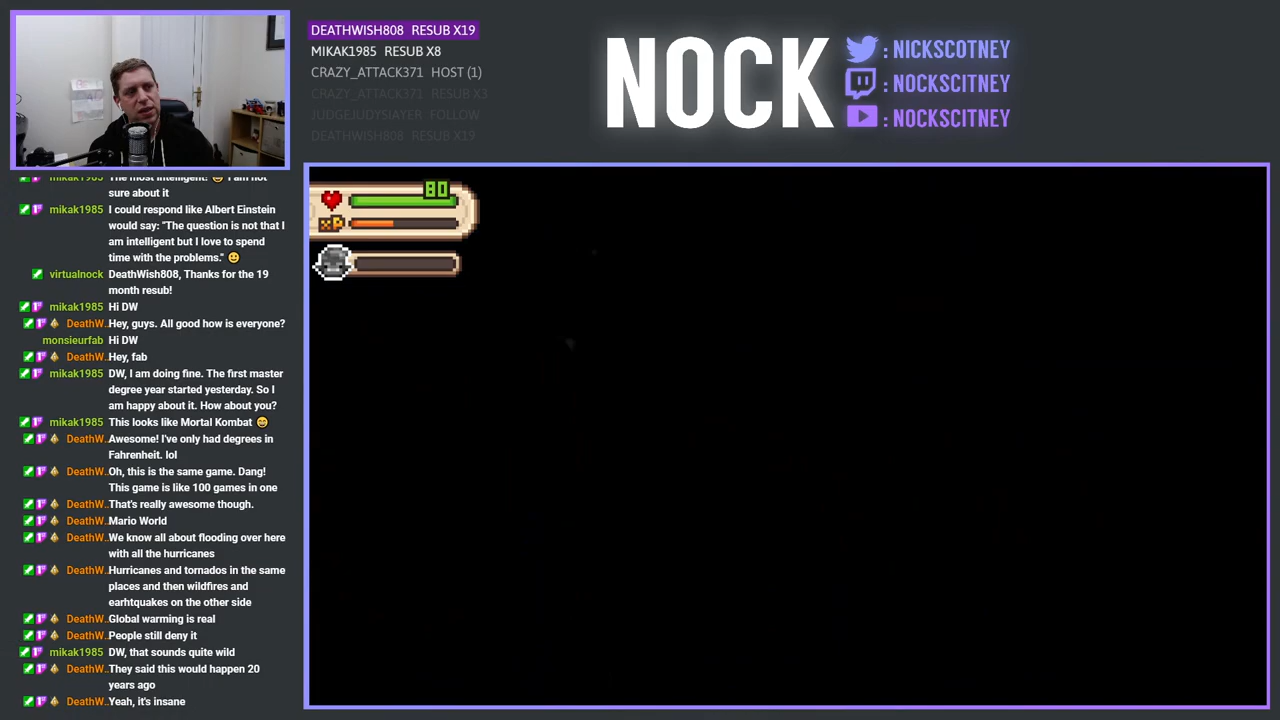 DEATHWISH808 RESUB X19
MIKAK1985 RESUB X8
CRAZY_ATTACK371 HOST (1)
CRAZY_ATTACK371 RESUB X3
JUDGEJUDYSLAYER FOLLOW
DEATHWISH808 RESUB X19
NOCK
: NICKSCOTNEY
: NOCKSCITNEY
: NOCKSCITNEY
80
XP
mikak1985 The most intelligent? 😀 I am not
sure about it
mikak1985 I could respond like Albert Einstein
would say: "The question is not that I
am intelligent but I love to spend
time with the problems." 🙂
virtualnock DeathWish808, Thanks for the 19
month resub!
mikak1985 Hi DW
DeathW.. Hey, guys. All good how is everyone?
monsieurfab Hi DW
DeathW.. Hey, fab
mikak1985 DW, I am doing fine. The first master
degree year started yesterday. So I
am happy about it. How about you?
mikak1985 This looks like Mortal Kombat 😀
DeathW.. Awesome! I've only had degrees in
Fahrenheit. lol
DeathW.. Oh, this is the same game. Dang!
This game is like 100 games in one
DeathW.. That's really awesome though.
DeathW.. Mario World
DeathW.. We know all about flooding over here
with all the hurricanes
DeathW.. Hurricanes and tornados in the same
places and then wildfires and
earhtquakes on the other side
DeathW.. Global warming is real
DeathW.. People still deny it
mikak1985 DW, that sounds quite wild
DeathW.. They said this would happen 20
years ago
DeathW.. Yeah, it's insane